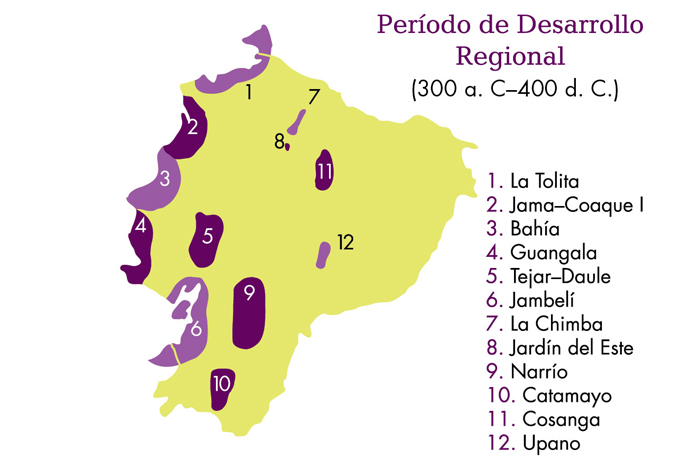 Período de Desarrollo
Regional
(300 a. C–400 d. C.)
1
2
3
4
5
6
7
8
9
10
11
12
1. La Tolita
2. Jama–Coaque I
3. Bahía
4. Guangala
5. Tejar–Daule
6. Jambelí
7. La Chimba
8. Jardín del Este
9. Narrío
10. Catamayo
11. Cosanga
12. Upano